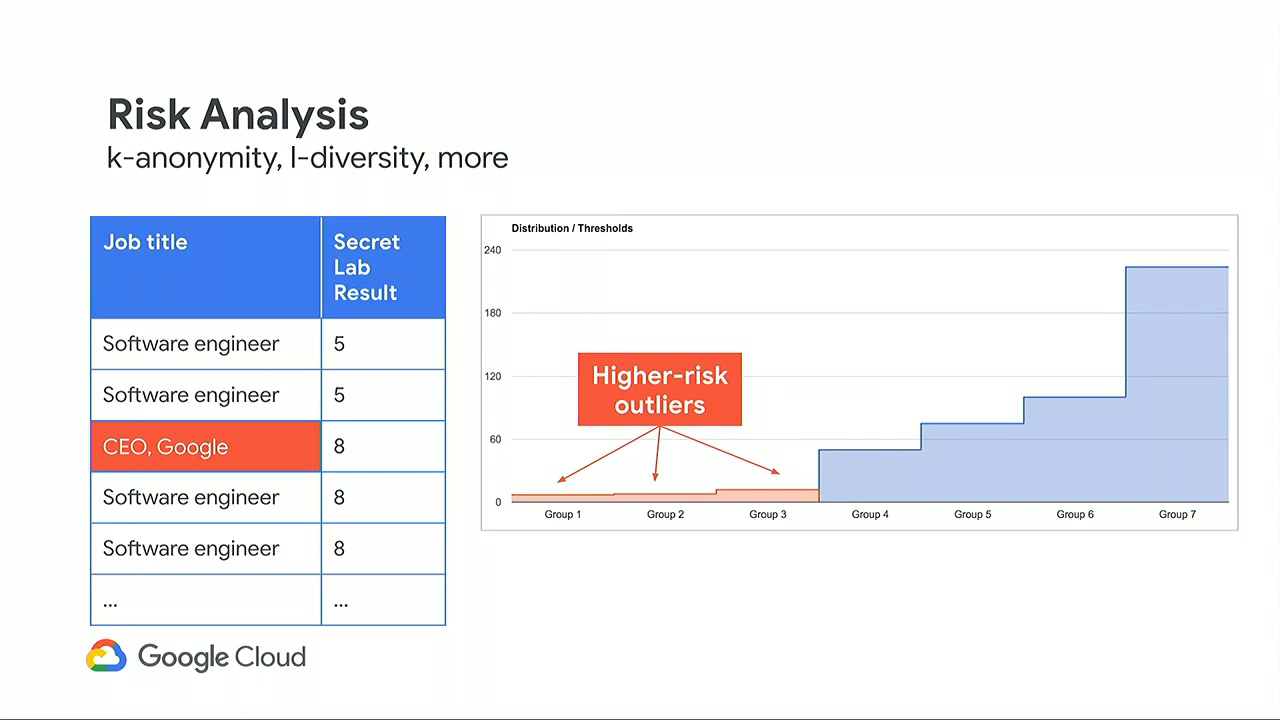 Risk Analysis
k-anonymity, l-diversity, more
Job title
Secret
Lab
Result
Software engineer 5
Software engineer 5
CEO, Google 8
Software engineer 8
Software engineer 8
... ...
Distribution / Thresholds
240
180
120
60
0
Higher-risk
outliers
Group 1 Group 2 Group 3 Group 4 Group 5 Group 6 Group 7
Google Cloud